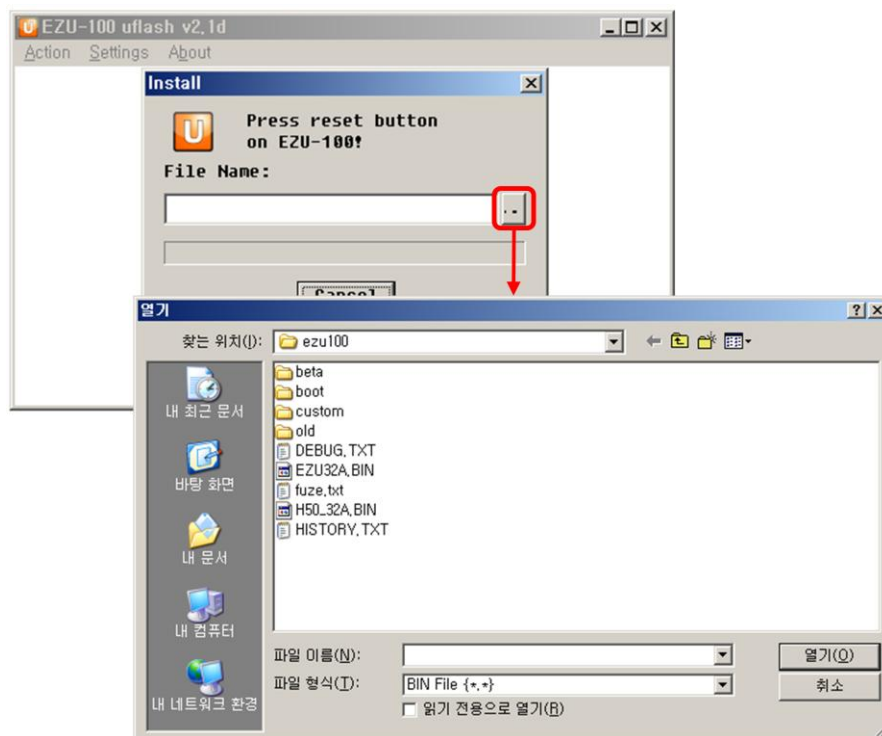 EZU-100 uflash v2,1d
Action Settings About
Install
Press reset button
on EZU-100!
File Name:
Cancel
열기
찾는 위치(I): ezu100
beta
boot
custom
old
DEBUG,TXT
EZU32A,BIN
fuze,txt
H50_32A,BIN
HISTORY,TXT
내 최근 문서
바탕 화면
내 문서
내 컴퓨터
내 네트워크 환경
파일 이름(N): 열기(O)
파일 형식(T): BIN File {*,*} 취소
읽기 전용으로 열기(R)